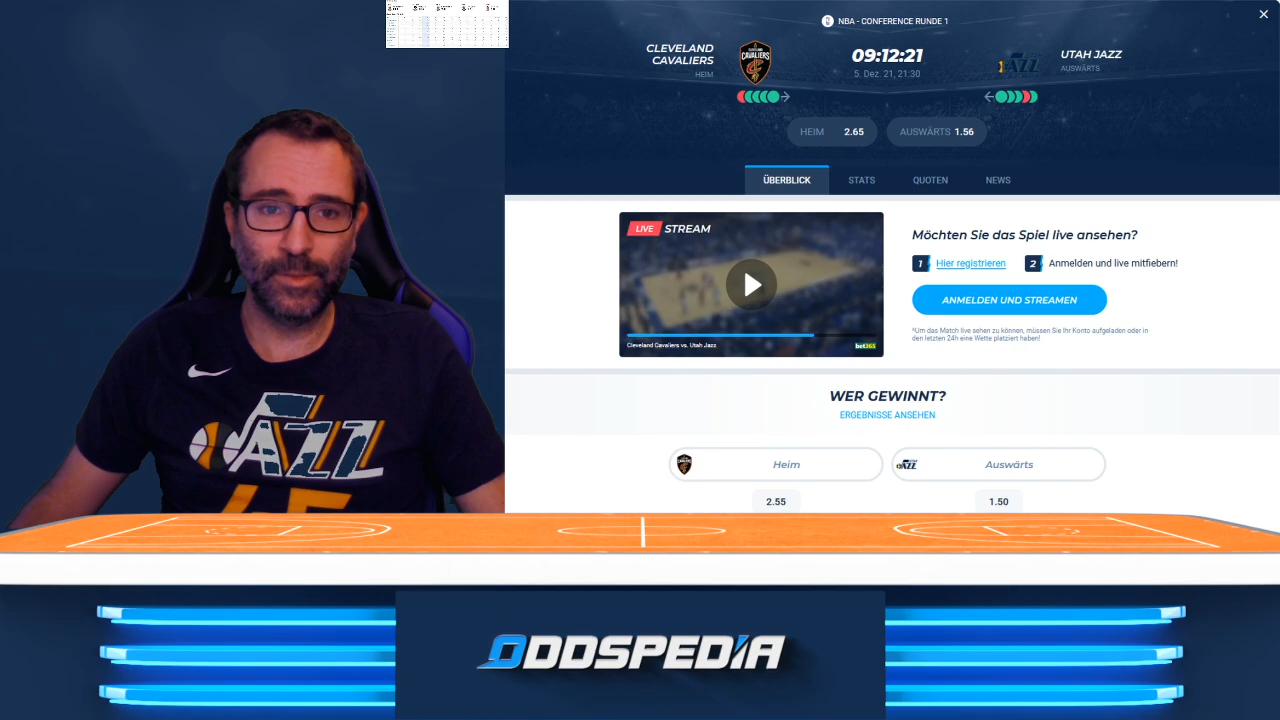 NBA - CONFERENCE RUNDE 1
CLEVELAND
CAVALIERS
HEIM
09:12:21
5. Dez. 21, 21:30
UTAH JAZZ
AUSWÄRTS
HEIM 2.65
AUSWÄRTS 1.56
ÜBERBLICK
STATS
QUOTEN
NEWS
LIVE STREAM
Cleveland Cavaliers vs. Utah Jazz
bet365
Möchten Sie das Spiel live ansehen?
1 Hier registrieren
2 Anmelden und live mitfiebern!
ANMELDEN UND STREAMEN
*Um das Match live sehen zu können, müssen Sie Ihr Konto aufgeladen oder in
den letzten 24h eine Wette platziert haben!
WER GEWINNT?
ERGEBNISSE ANSEHEN
Heim
Auswärts
2.55
1.50
JAZZ
ODDSPEDIA